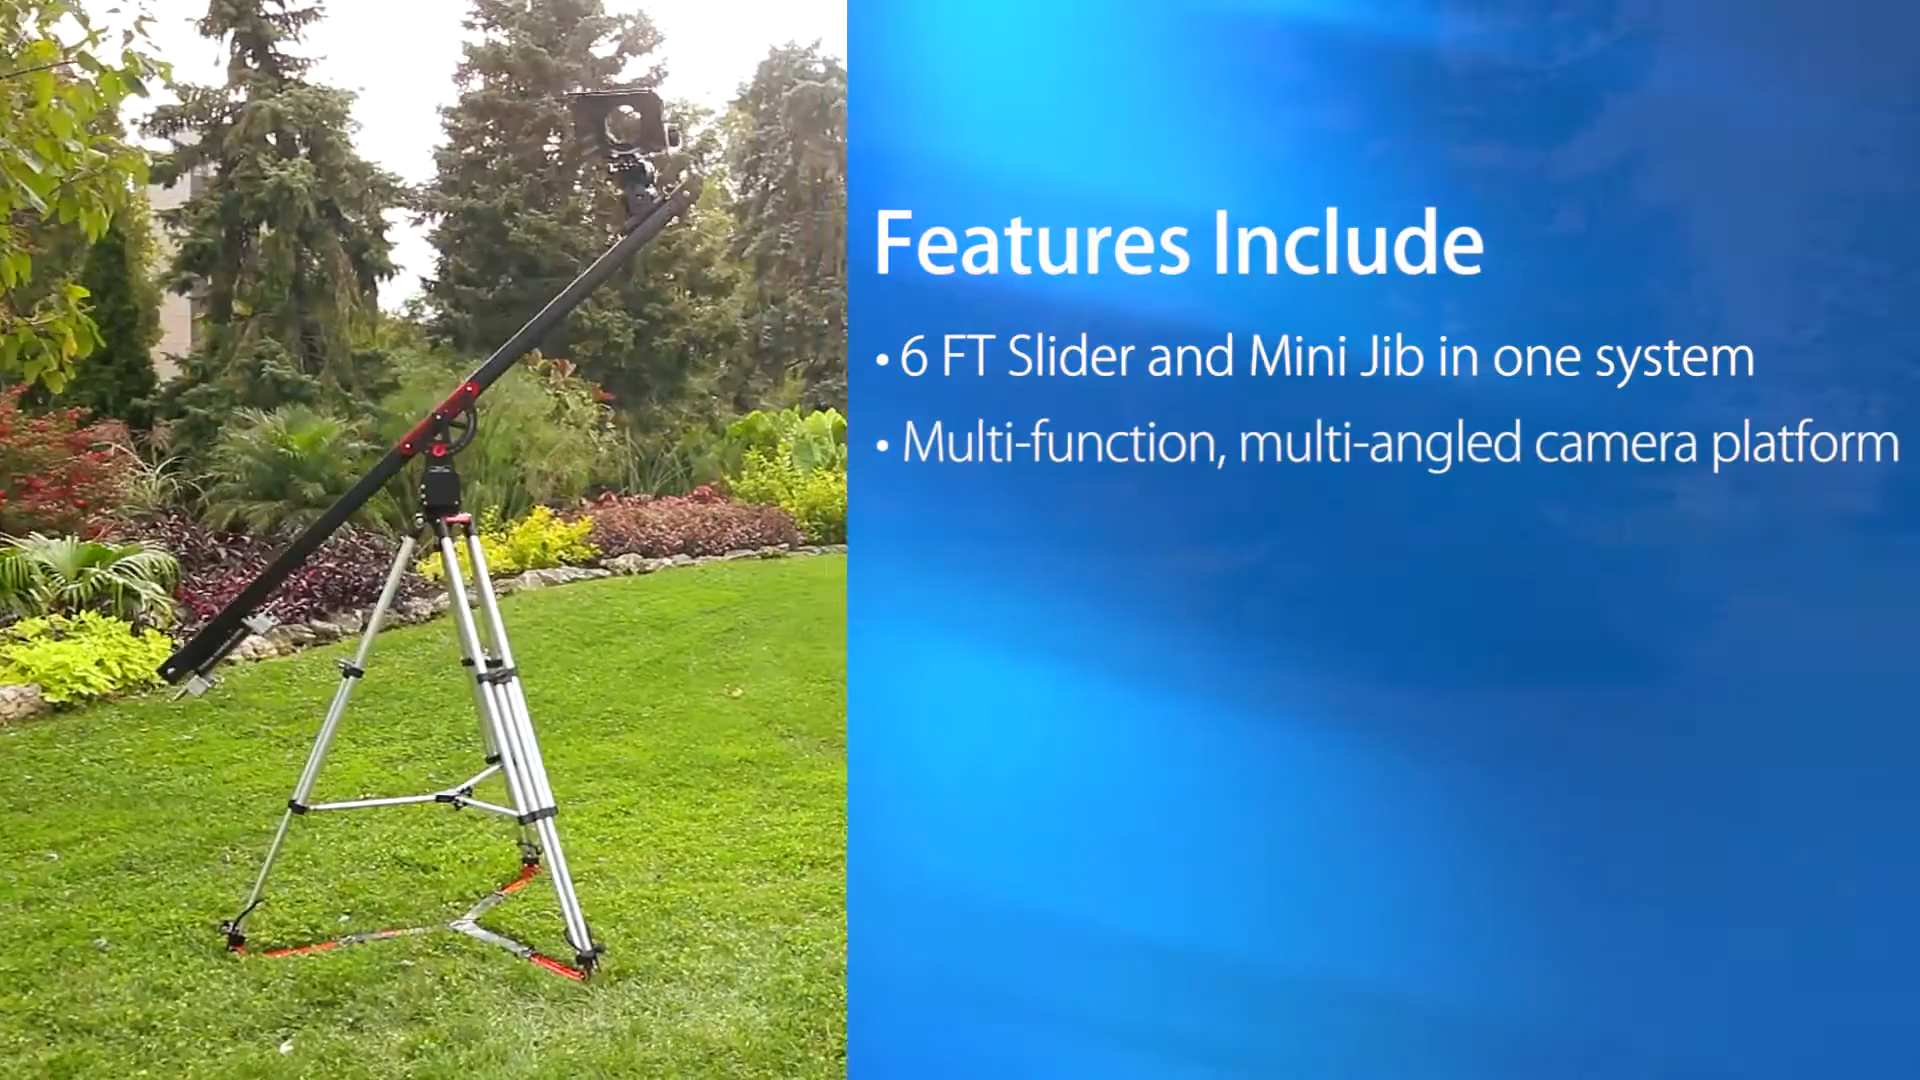 Features Include
• 6 FT Slider and Mini Jib in one system
• Multi-function, multi-angled camera platform